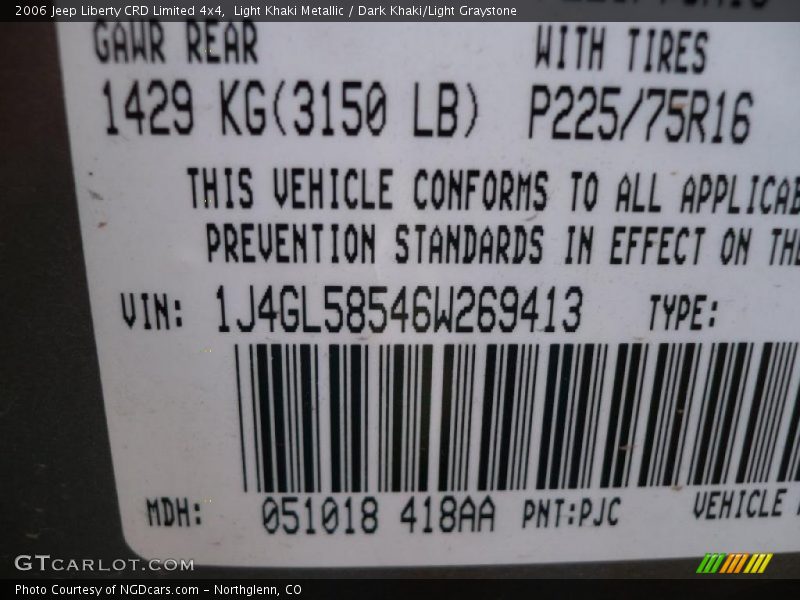 2006 Jeep Liberty CRD Limited 4x4,  Light Khaki Metallic / Dark Khaki/Light Graystone
GAWR REAR WITH TIRES
1429 KG(3150 LB) P225/75R16
THIS VEHICLE CONFORMS TO ALL
PREVENTION STANDARDS IN EFFECT ON
VIN: 1J4GL58546W269413 TYPE:
MDH: 051018 418AA PNT:PJC VEHICLE
GTCARLOT.COM
Photo Courtesy of NGDcars.com – Northglenn, CO